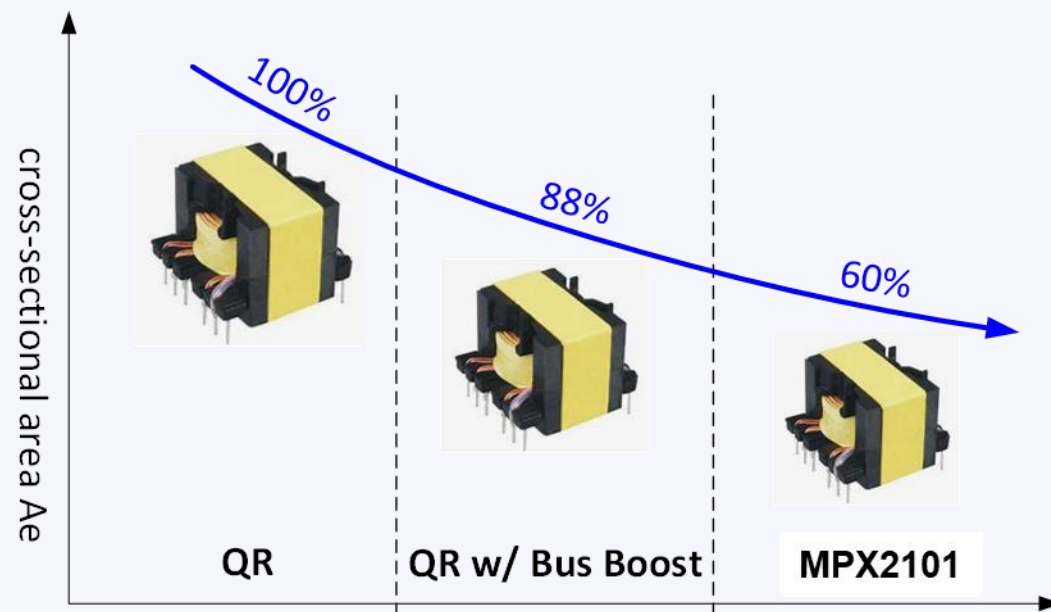 cross-sectional area Ae
100%
88%
60%
QR
QR w/ Bus Boost
MPX2101